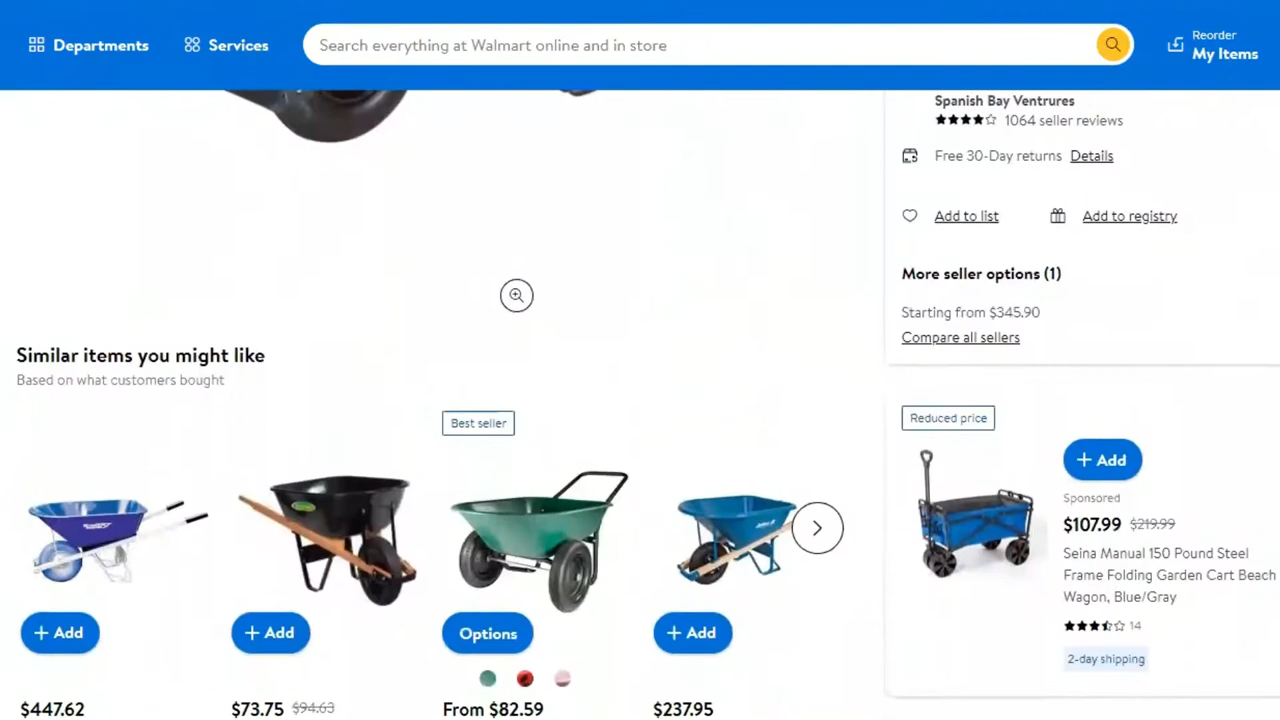 Departments
Services
Search everything at Walmart online and in store
Reorder
My Items
Spanish Bay Ventrures
1064 seller reviews
Free 30-Day returns Details
Add to list
Add to registry
More seller options (1)
Starting from $345.90
Compare all sellers
Similar items you might like
Based on what customers bought
Best seller
+ Add
+ Add
Options
+ Add
$447.62
$73.75 $94.63
From $82.59
$237.95
Reduced price
+ Add
Sponsored
$107.99 $219.99
Seina Manual 150 Pound Steel
Frame Folding Garden Cart Beach
Wagon, Blue/Gray
14
2-day shipping